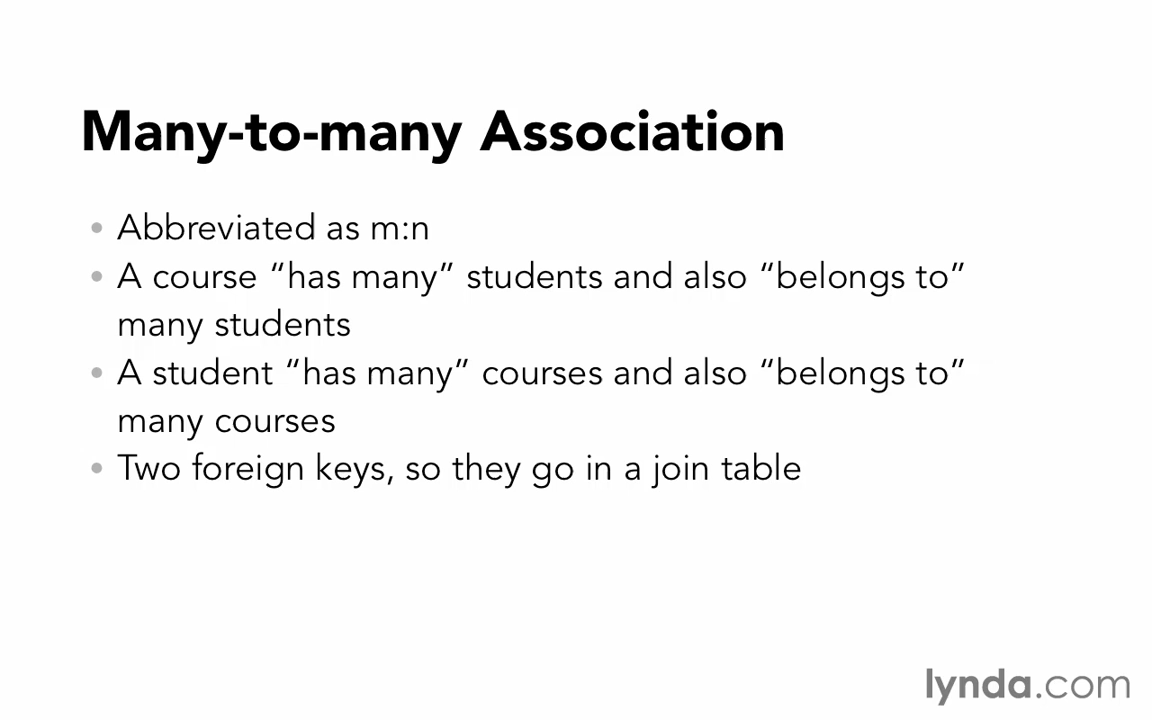 Many-to-many Association
• Abbreviated as m:n
• A course “has many” students and also “belongs to”
many students
• A student “has many” courses and also “belongs to”
many courses
• Two foreign keys, so they go in a join table
lynda.com